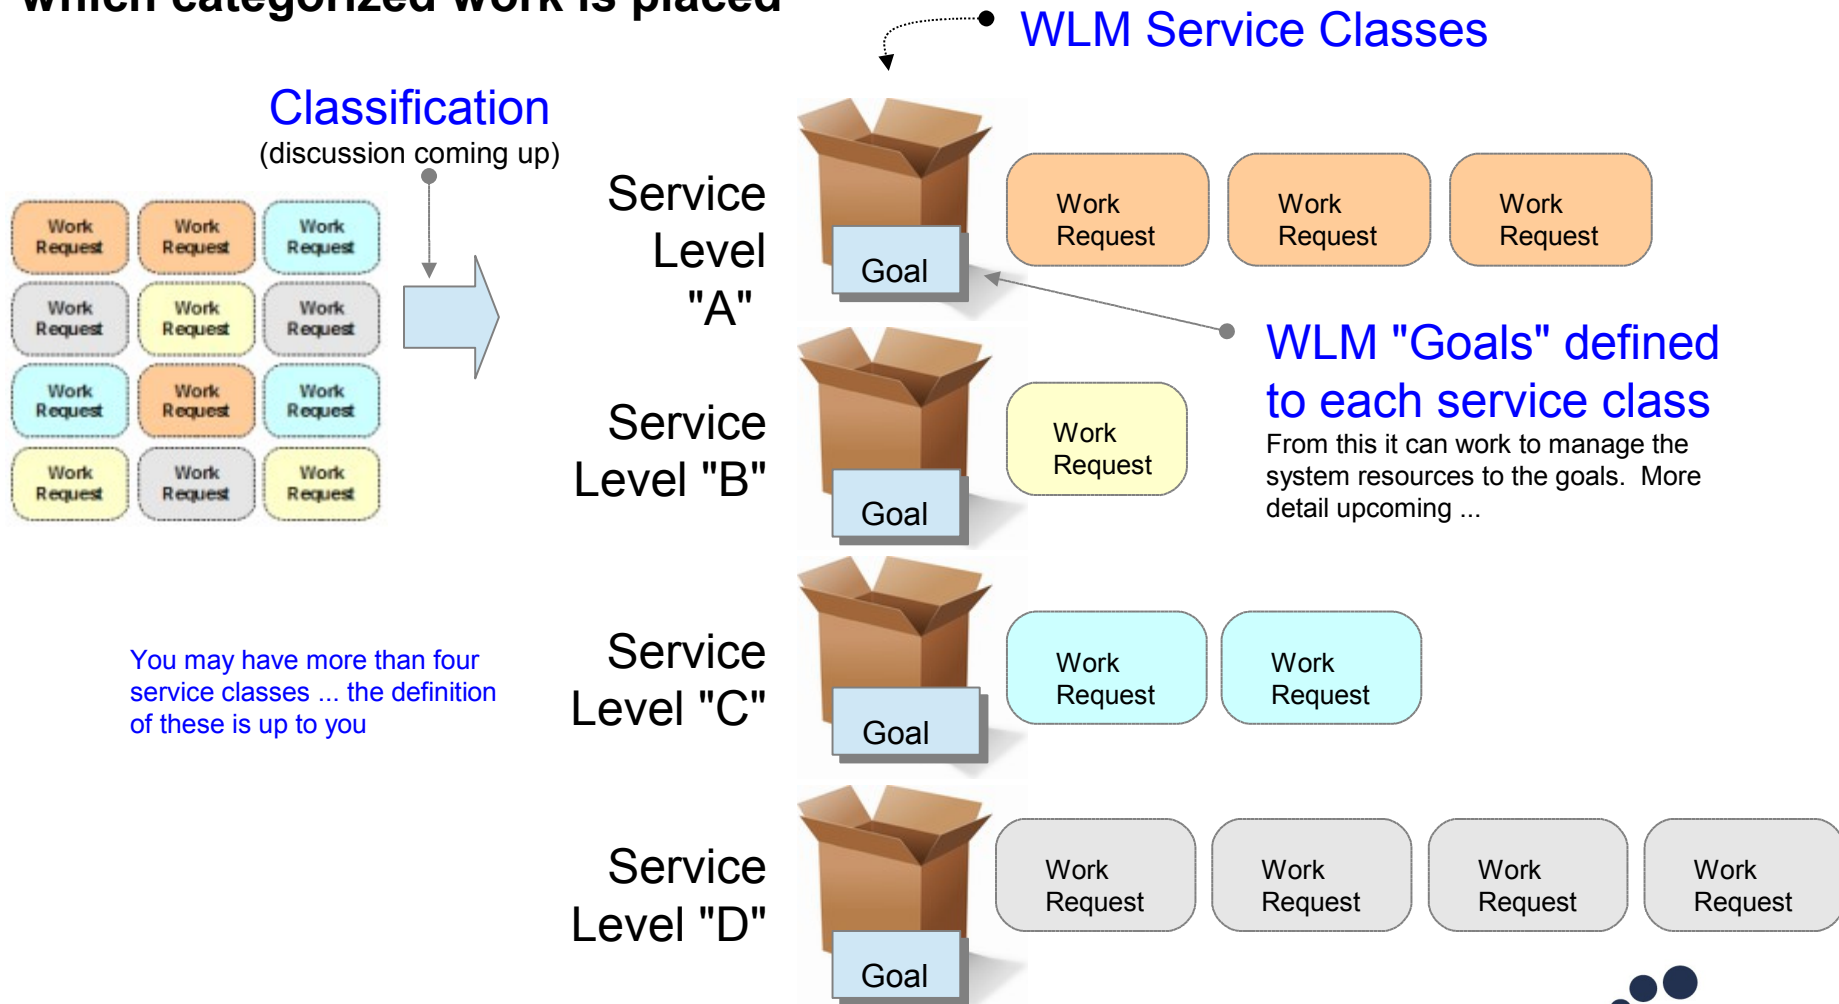 which categorized work is placed
WLM Service Classes
Classification
(discussion coming up)
Work
Request
Work
Request
Work
Request
Work
Request
Work
Request
Work
Request
Work
Request
Work
Request
Work
Request
Work
Request
Work
Request
Work
Request
Service
Level
"A"
Goal
Work
Request
Work
Request
Work
Request
WLM "Goals" defined
to each service class
From this it can work to manage the
system resources to the goals. More
detail upcoming ...
Service
Level "B"
Goal
Work
Request
You may have more than four
service classes ... the definition
of these is up to you
Service
Level "C"
Goal
Work
Request
Work
Request
Service
Level "D"
Goal
Work
Request
Work
Request
Work
Request
Work
Request